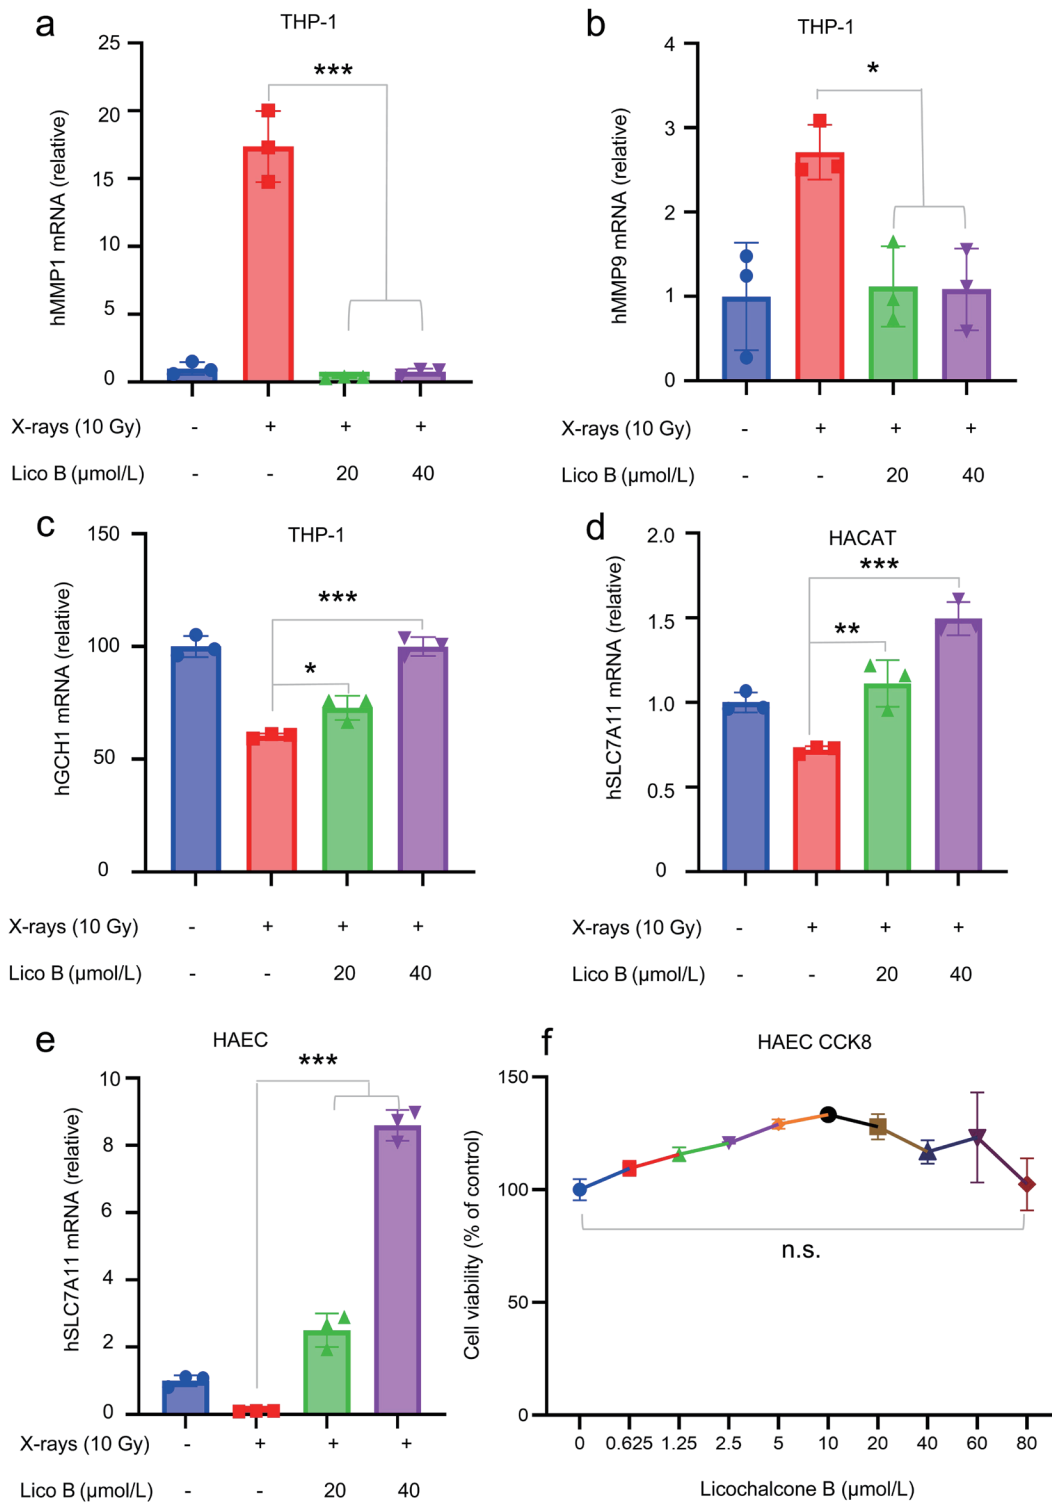 a
THP-1
***
25
20
15
10
5
0
hMMP1 mRNA (relative)
X-rays (10 Gy) - + + +
Lico B (μmol/L) - - 20 40
b
THP-1
*
4
3
2
1
0
hMMP9 mRNA (relative)
X-rays (10 Gy) - + + +
Lico B (μmol/L) - - 20 40
c
THP-1
***
*
150
100
50
0
hGCH1 mRNA (relative)
X-rays (10 Gy) - + + +
Lico B (μmol/L) - - 20 40
d
HACAT
***
**
2.0
1.5
1.0
0.5
0
hSLC7A11 mRNA (relative)
X-rays (10 Gy) - + + +
Lico B (μmol/L) - - 20 40
e
HAEC
***
10
8
6
4
2
0
hSLC7A11 mRNA (relative)
X-rays (10 Gy) - + + +
Lico B (μmol/L) - - 20 40
f
HAEC CCK8
150
100
50
0
Cell viability (% of control)
n.s.
0 0.625 1.25 2.5 5 10 20 40 60 80
Licochalcone B (μmol/L)